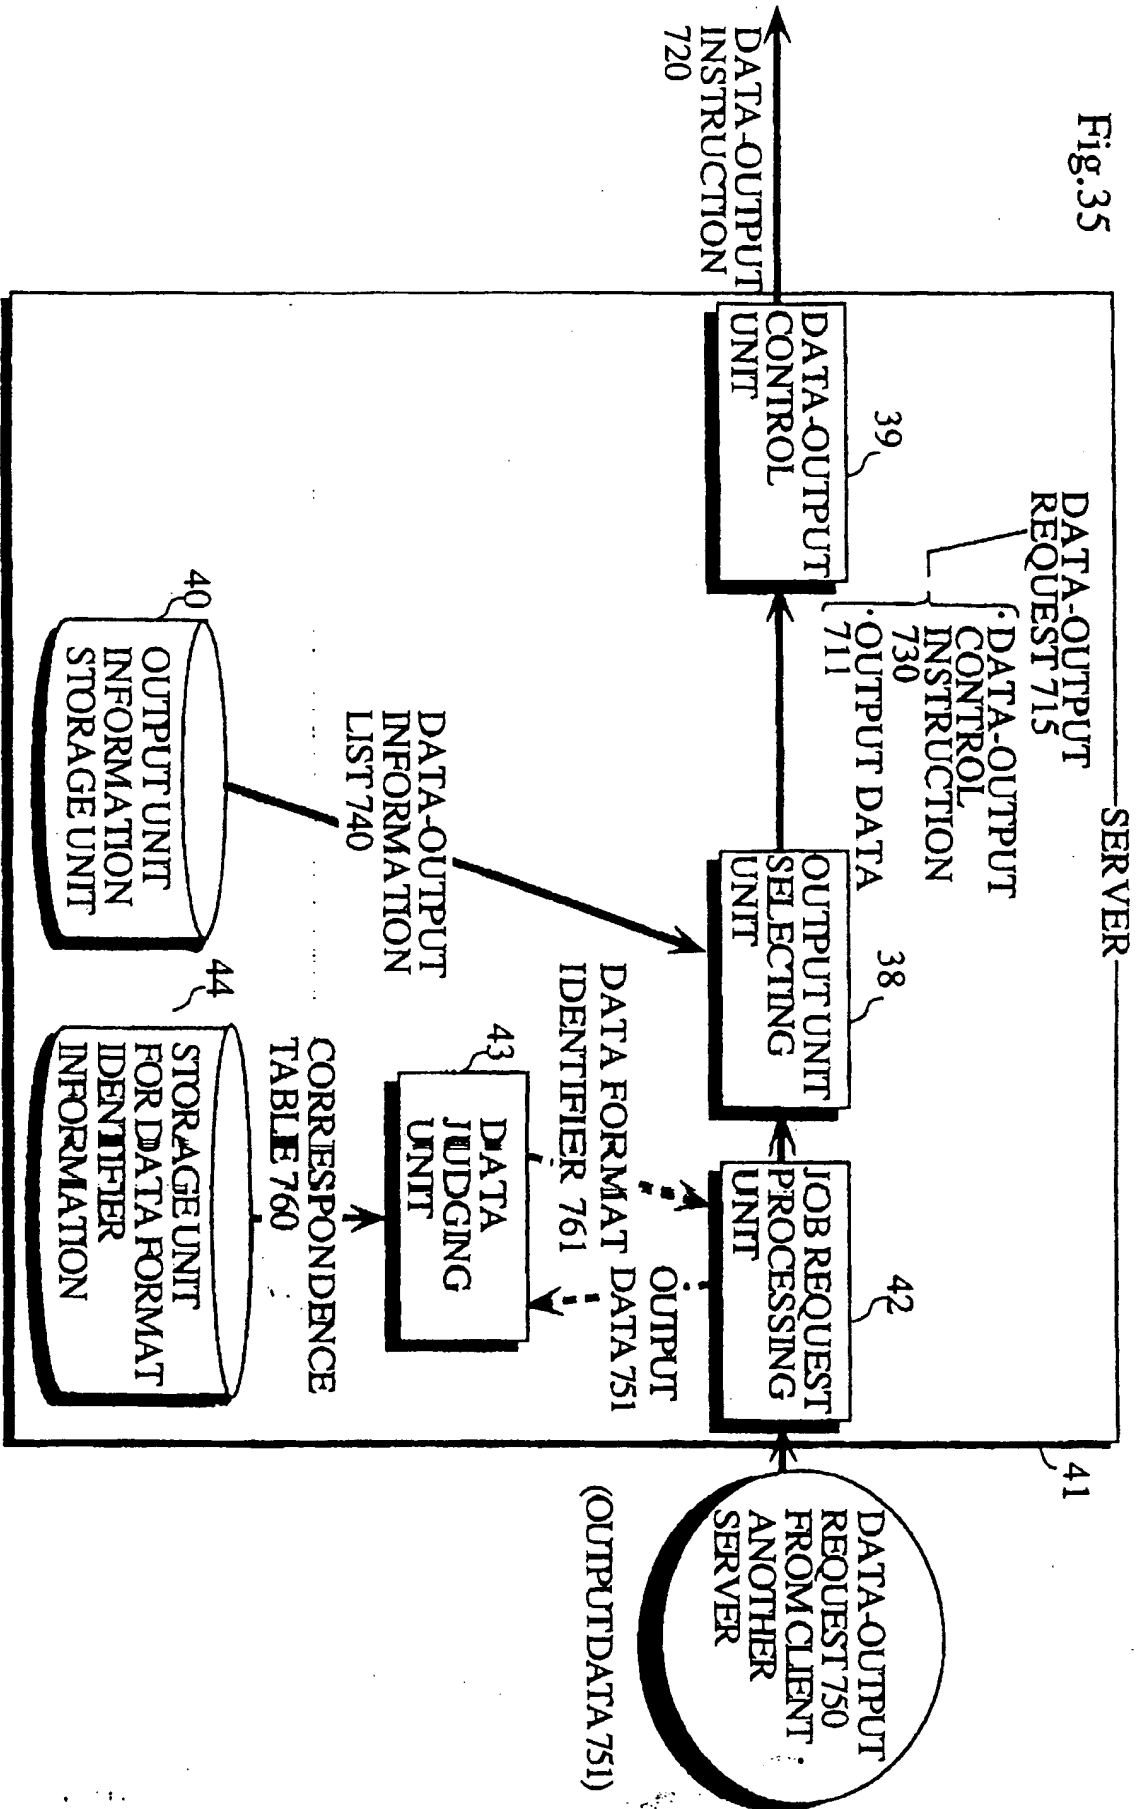 Fig.35
SERVER
41
DATA-OUTPUT
INSTRUCTION
720
39
DATA-OUTPUT
CONTROL
UNIT
DATA-OUTPUT
REQUEST 715
·DATA-OUTPUT
CONTROL
INSTRUCTION
730
·OUTPUT DATA
711
38
OUTPUT UNIT
SELECTING
UNIT
42
JOB REQUEST
PROCESSING
UNIT
DATA-OUTPUT
REQUEST 750
FROM CLIENT·
ANOTHER
SERVER
(OUTPUT DATA 751)
DATA FORMAT
IDENTIFIER 761
OUTPUT
DATA 751
43
DATA
JUDGING
UNIT
DATA-OUTPUT
INFORMATION
LIST 740
CORRESPONDENCE
TABLE 760
40
OUTPUT UNIT
INFORMATION
STORAGE UNIT
44
STORAGE UNIT
FOR DATA FORMAT
IDENTIFIER
INFORMATION